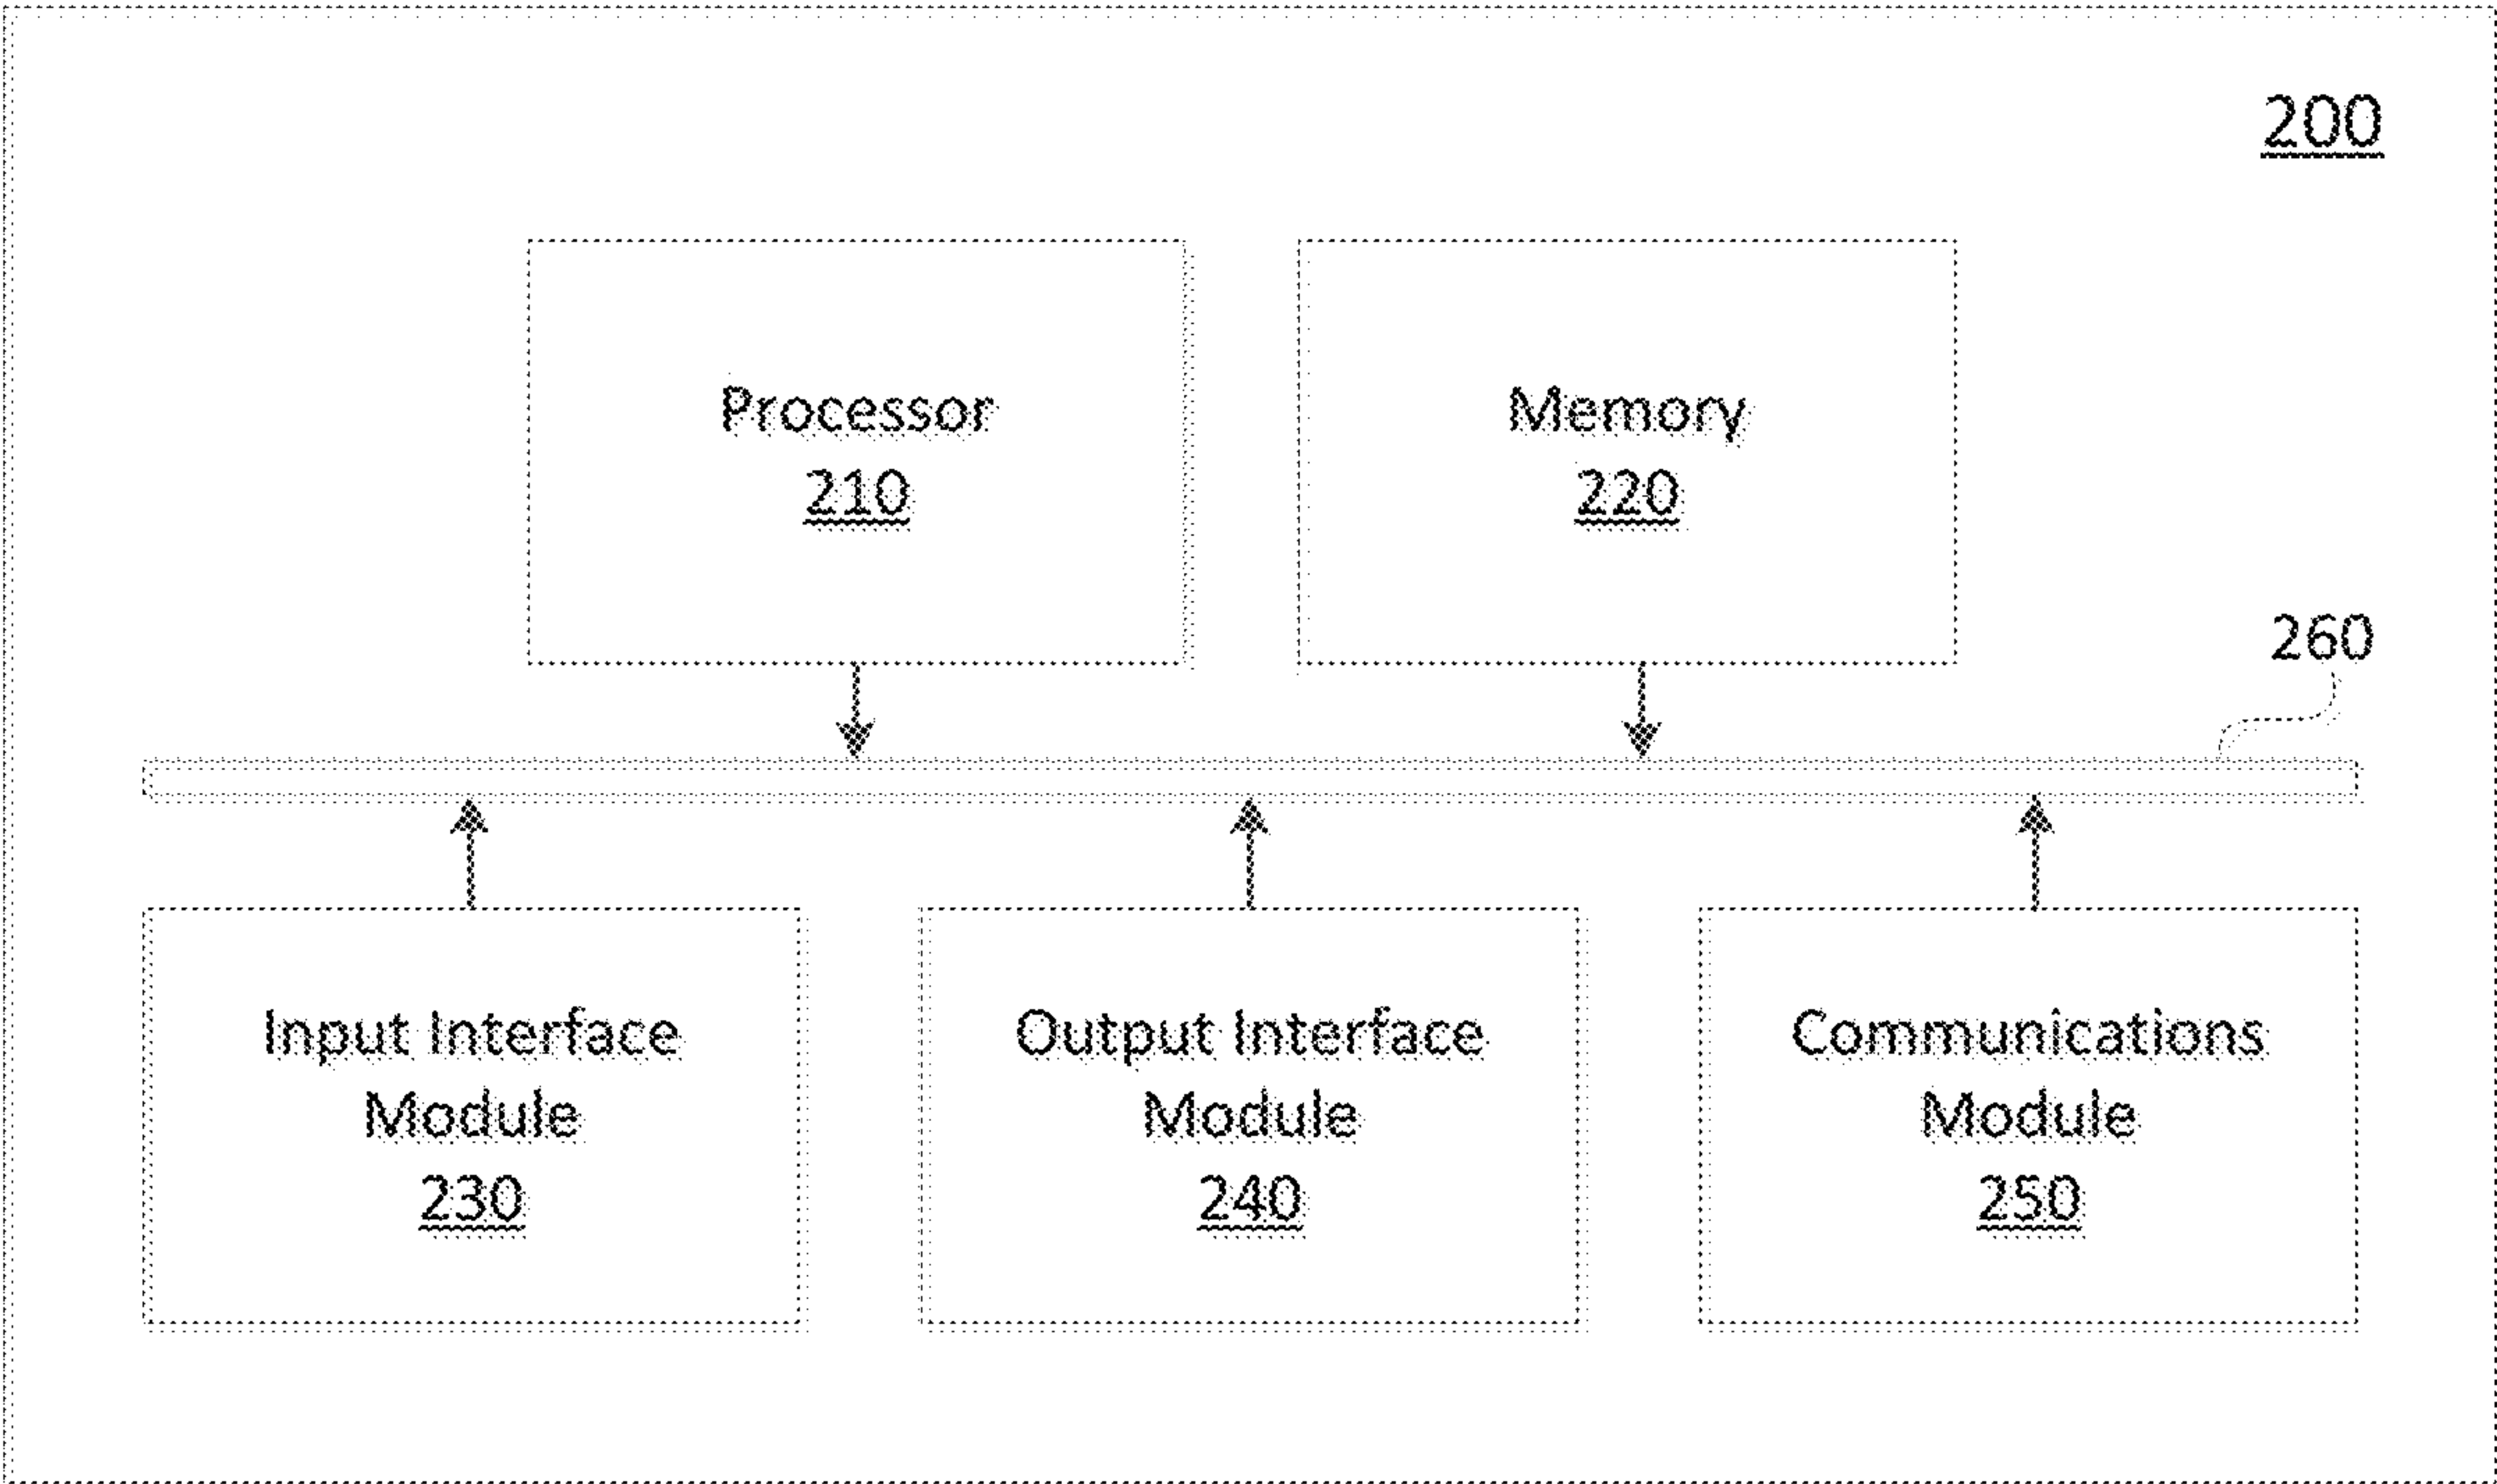 200
Processor
210
Memory
220
260
Input Interface
Module
230
Output Interface
Module
240
Communications
Module
250